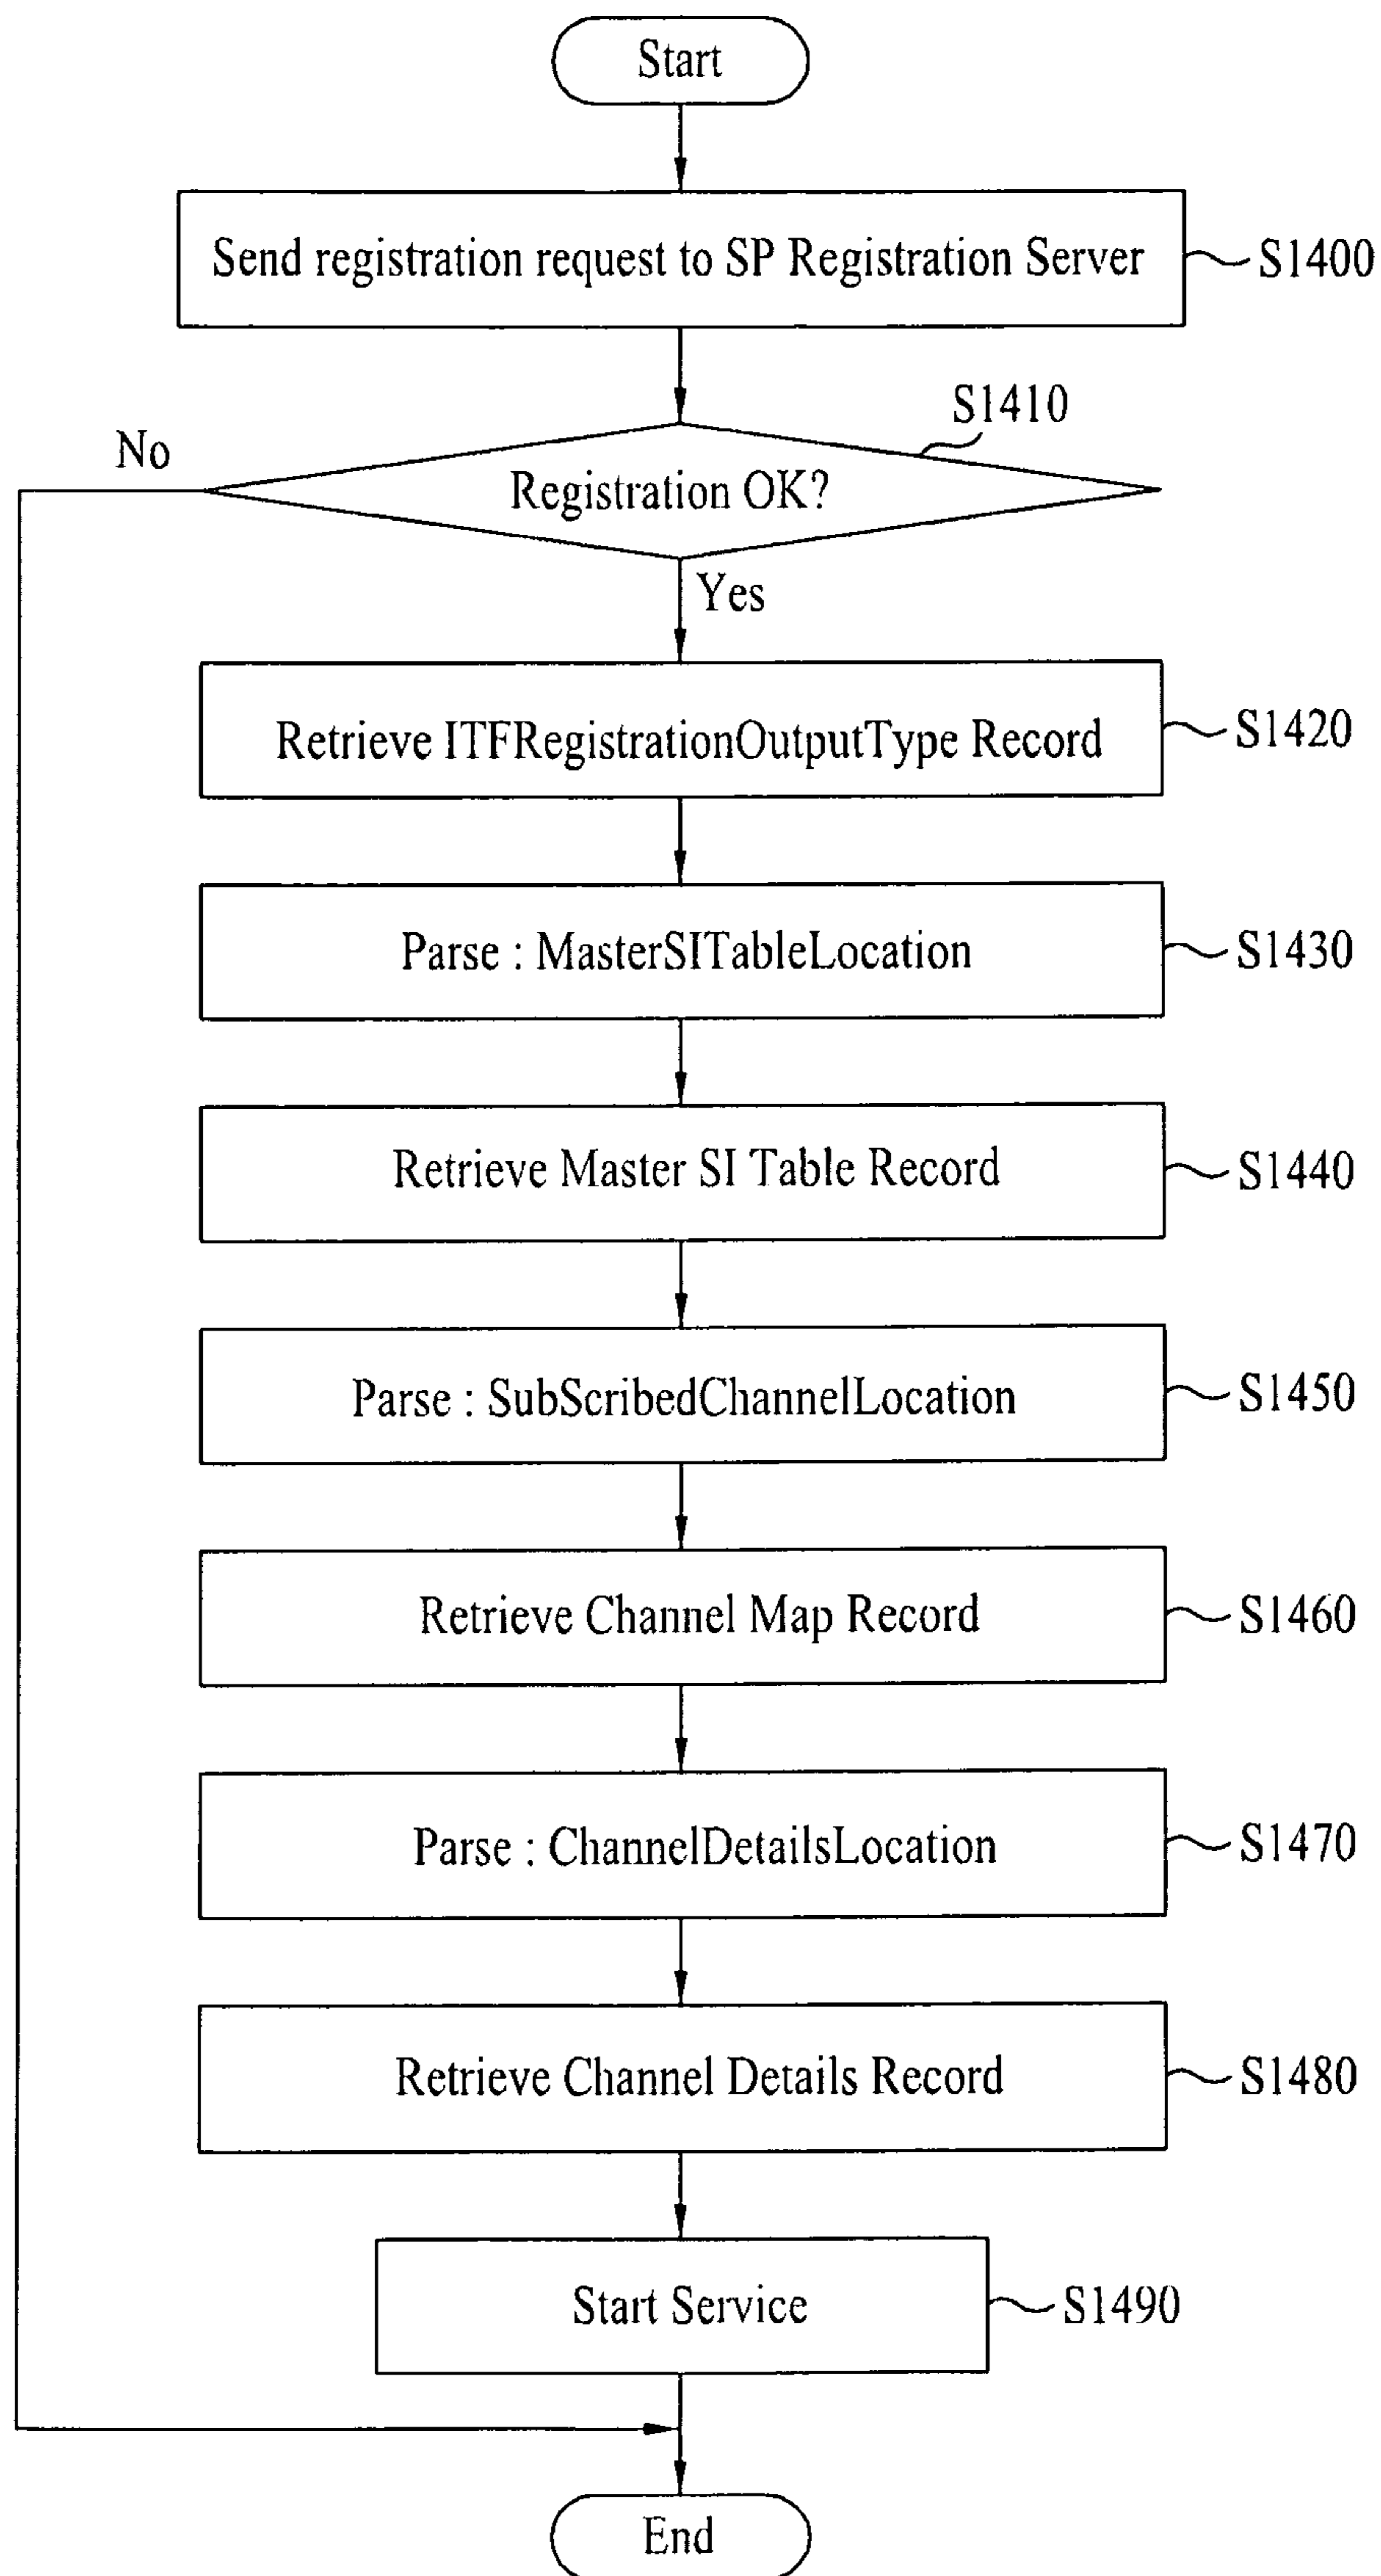 Start
Send registration request to SP Registration Server
S1400
S1410
No
Registration OK?
Yes
Retrieve ITFRegistrationOutputType Record
S1420
Parse : MasterSITableLocation
S1430
Retrieve Master SI Table Record
S1440
Parse : SubScribedChannelLocation
S1450
Retrieve Channel Map Record
S1460
Parse : ChannelDetailsLocation
S1470
Retrieve Channel Details Record
S1480
Start Service
S1490
End